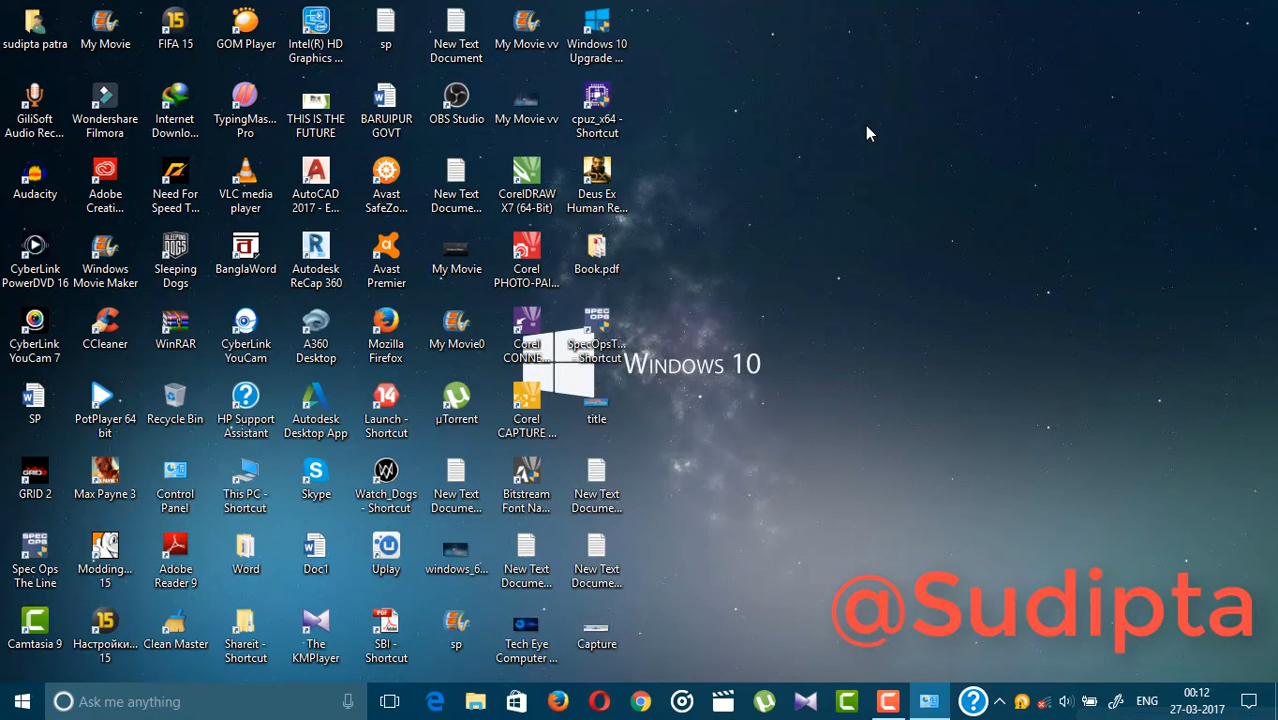 sudipta patra
My Movie
FIFA 15
GOM Player
Intel(R) HD
Graphics ...
sp
New Text
Document
My Movie vv
Windows 10
Upgrade ...
GiliSoft
Audio Rec...
Wondershare
Filmora
Internet
Downlo...
TypingMas...
Pro
THIS IS THE
FUTURE
BARUIPUR
GOVT
OBS Studio
My Movie vv
cpuz_x64 -
Shortcut
Audacity
Adobe
Creati...
Need For
Speed T...
VLC media
player
AutoCAD
2017 - E...
Avast
SafeZo...
New Text
Docume...
CorelDRAW
X7 (64-Bit)
Deus Ex
Human Re...
CyberLink
PowerDVD 16
Windows
Movie Maker
Sleeping
Dogs
BanglaWord
Autodesk
ReCap 360
Avast
Premier
My Movie
Corel
PHOTO-PAI...
Book.pdf
CyberLink
YouCam 7
CCleaner
WinRAR
CyberLink
YouCam
A360
Desktop
Mozilla
Firefox
My Movie0
Corel
CONNE...
SpecOpsT...
- Shortcut
WINDOWS 10
SP
PotPlayer 64
bit
Recycle Bin
HP Support
Assistant
Autodesk
Desktop App
Launch -
Shortcut
µTorrent
Corel
CAPTURE ...
title
GRID 2
Max Payne 3
Control
Panel
This PC -
Shortcut
Skype
Watch_Dogs
- Shortcut
New Text
Docume...
Bitstream
Font Na...
New Text
Docume...
Spec Ops
The Line
Modding...
15
Adobe
Reader 9
Word
Doc1
Uplay
windows_6...
New Text
Docume...
New Text
Docume...
Camtasia 9
Настройки...
15
Clean Master
Shareit -
Shortcut
The
KMPlayer
SBI -
Shortcut
sp
Tech Eye
Computer ...
Capture
@Sudipta
Ask me anything
ENG
00:12
27-03-2017